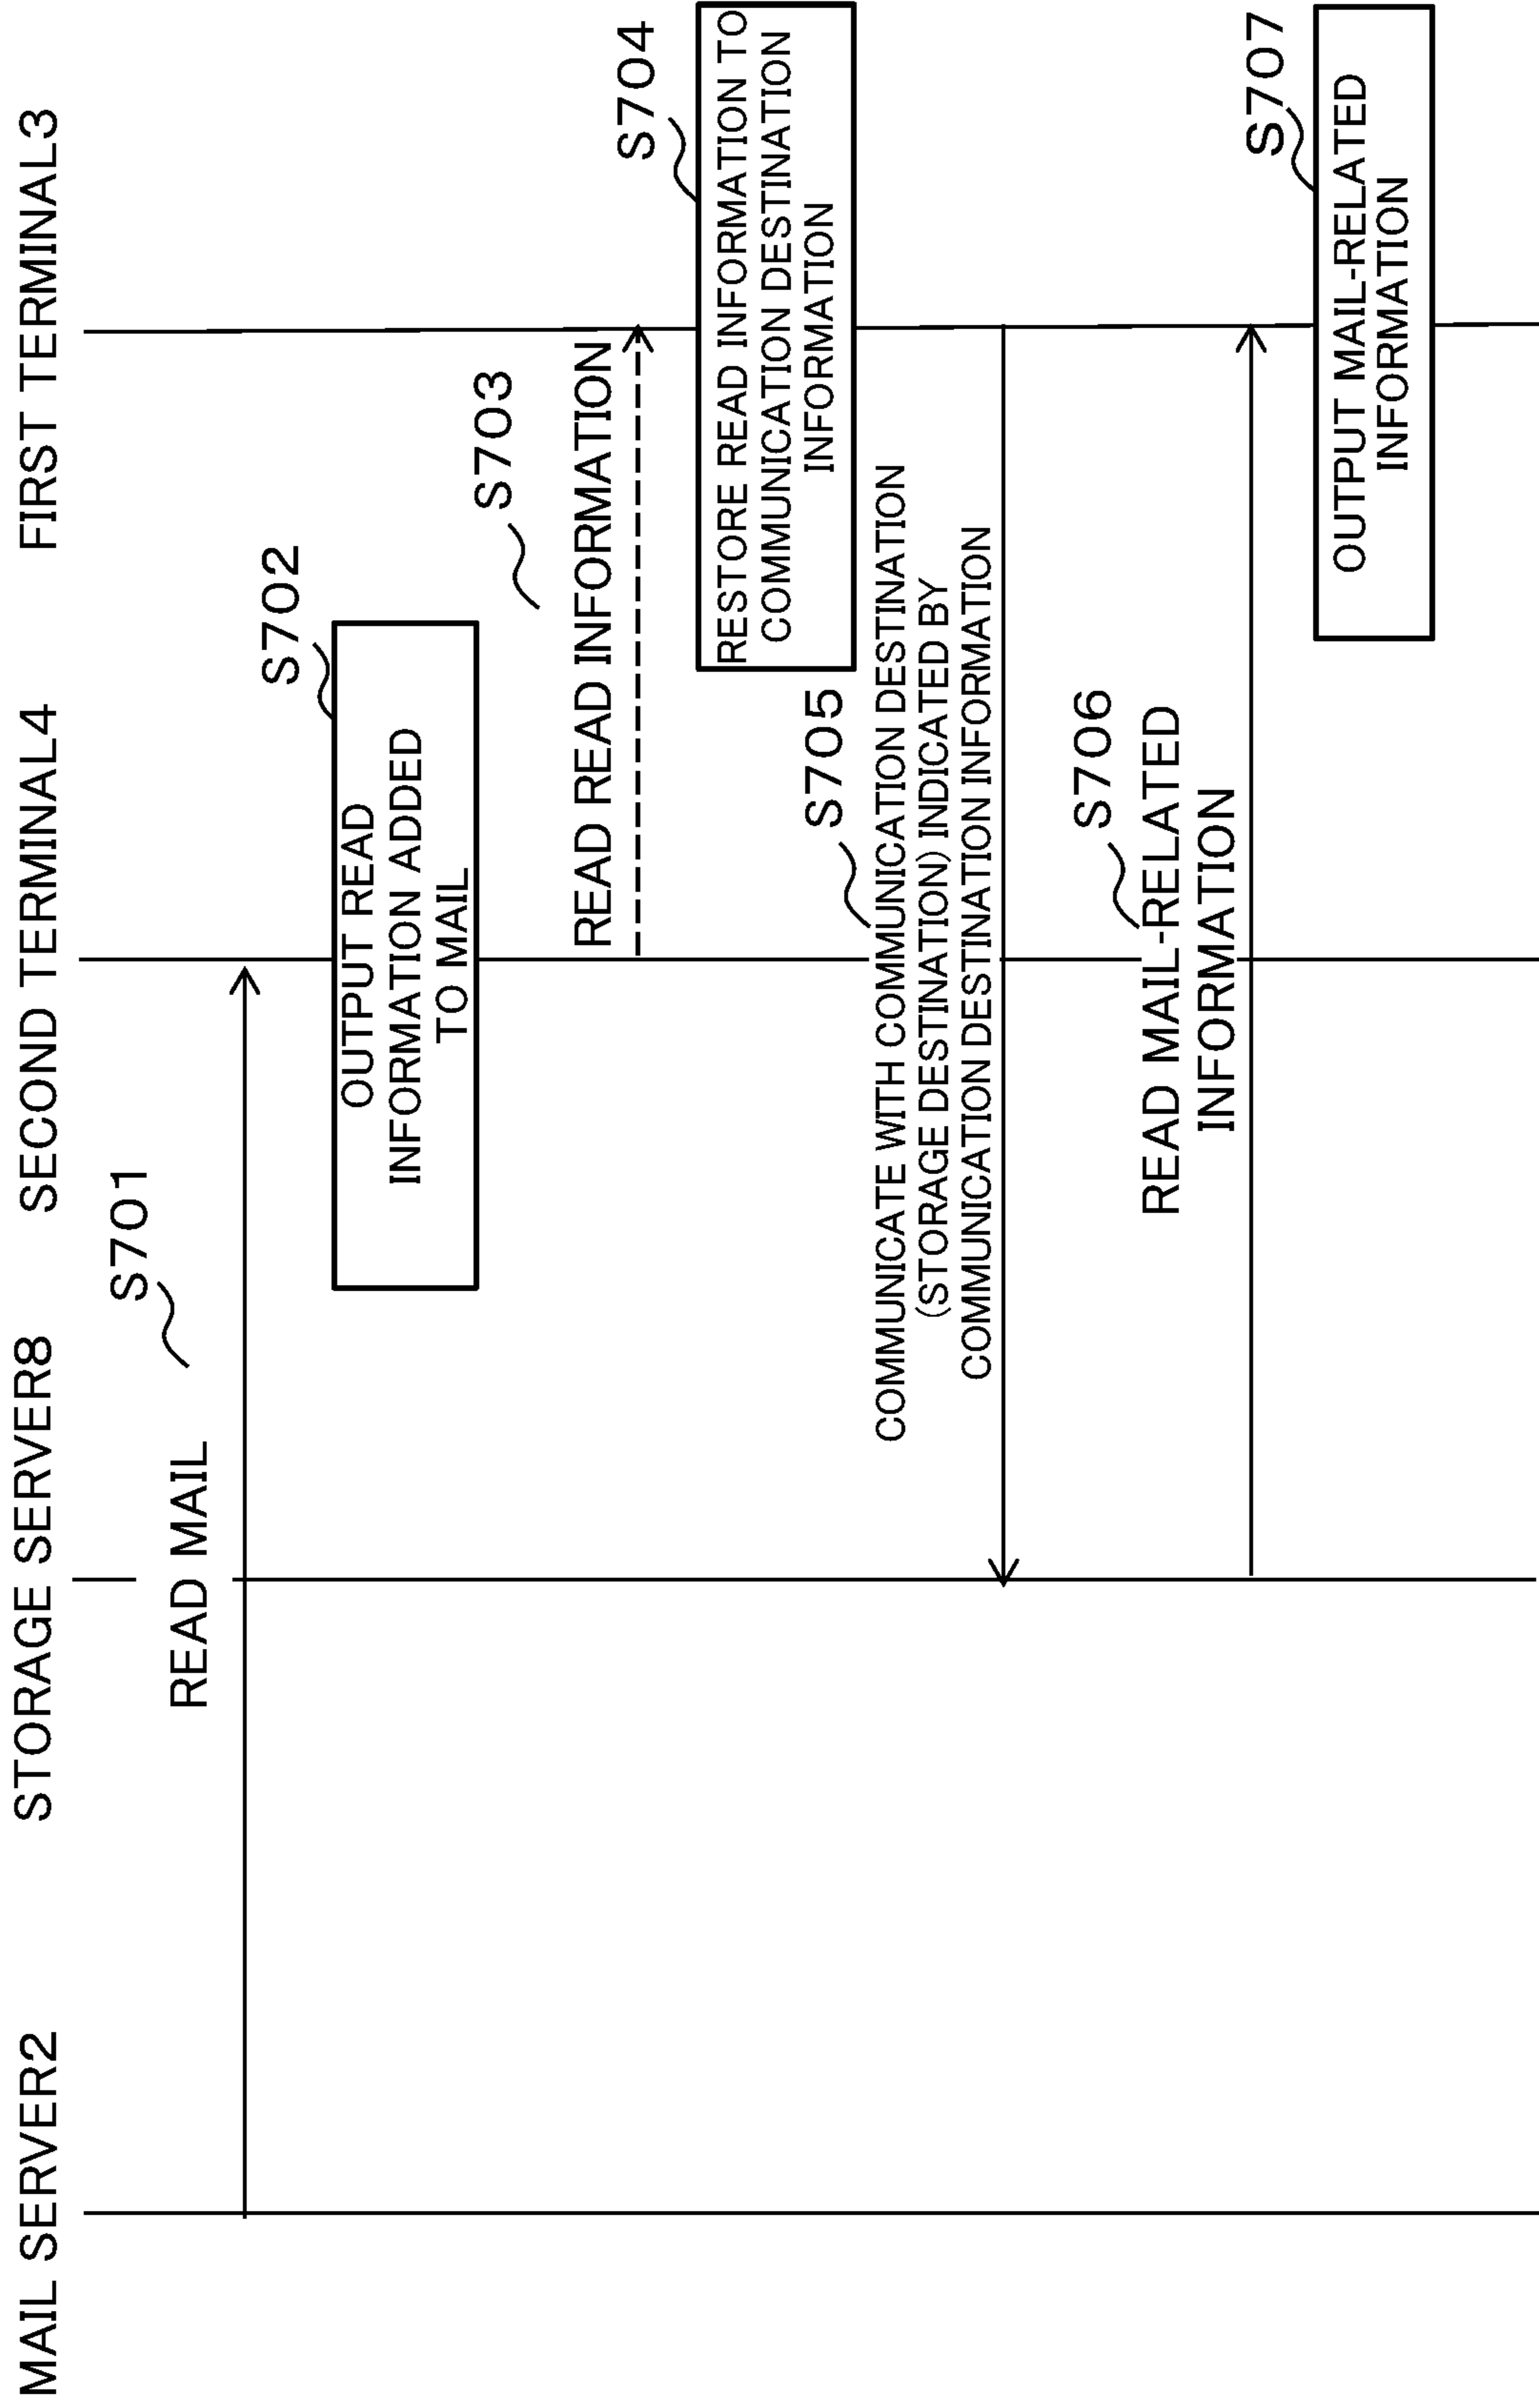 MAIL SERVER2
STORAGE SERVER8
SECOND TERMINAL4
FIRST TERMINAL3
S701
READ MAIL
S702
OUTPUT READ
INFORMATION ADDED
TO MAIL
S703
READ READ INFORMATION
S704
RESTORE READ INFORMATION TO
COMMUNICATION DESTINATION
INFORMATION
S705
COMMUNICATE WITH COMMUNICATION DESTINATION
(STORAGE DESTINATION) INDICATED BY
COMMUNICATION DESTINATION INFORMATION
S706
READ MAIL-RELATED
INFORMATION
S707
OUTPUT MAIL-RELATED
INFORMATION